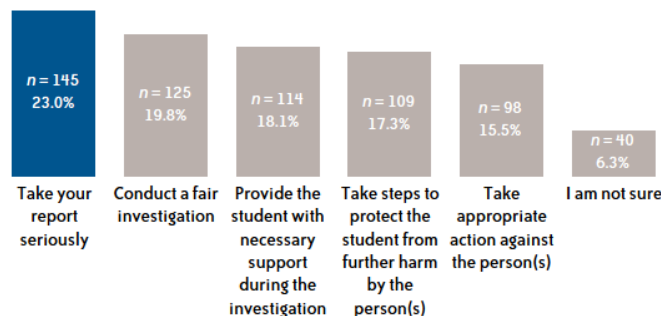 n = 145
23.0%
n = 125
19.8%
n = 114
18.1%
n = 109
17.3%
n = 98
15.5%
n = 40
6.3%
Take your
report
seriously
Conduct a fair
investigation
Provide the
student with
necessary
support
during the
investigation
Take steps to
protect the
student from
further harm
by the
person(s)
Take
appropriate
action against
the person(s)
I am not sure